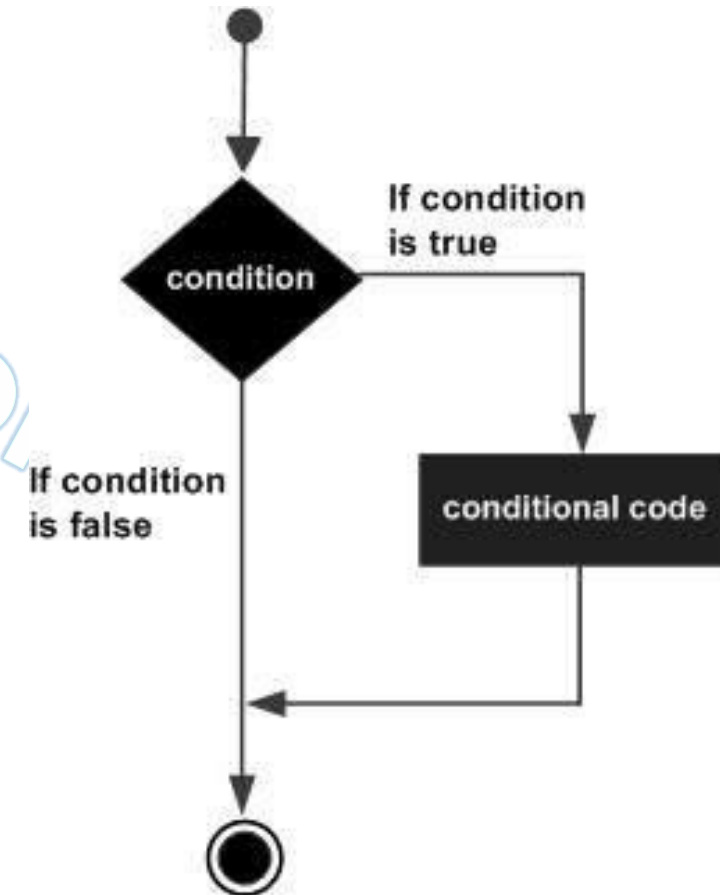 If condition
is true
condition
If condition
is false
conditional code